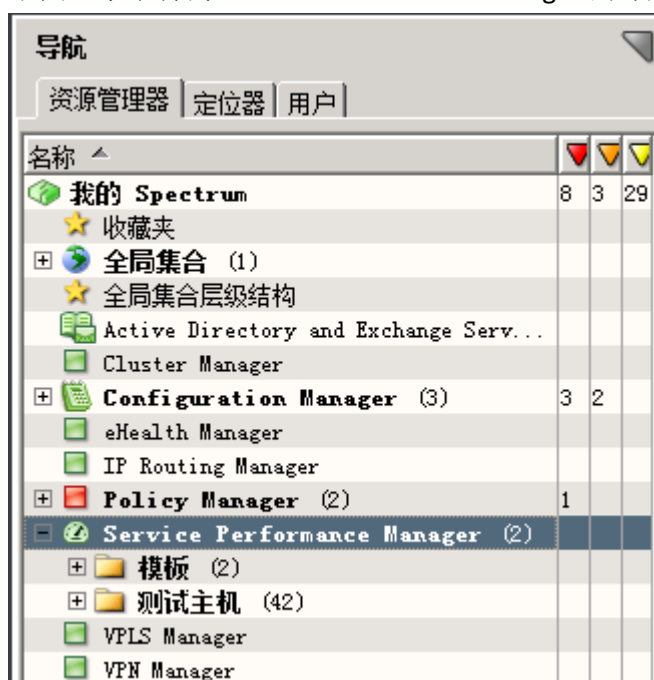 导航
资源管理器 定位器 用户
名称
我的 Spectrum 8 3 29
收藏夹
全局集合 (1)
全局集合层级结构
Active Directory and Exchange Serv...
Cluster Manager
Configuration Manager (3) 3 2
eHealth Manager
IP Routing Manager
Policy Manager (2) 1
Service Performance Manager (2)
模板 (2)
测试主机 (42)
VPLS Manager
VPN Manager